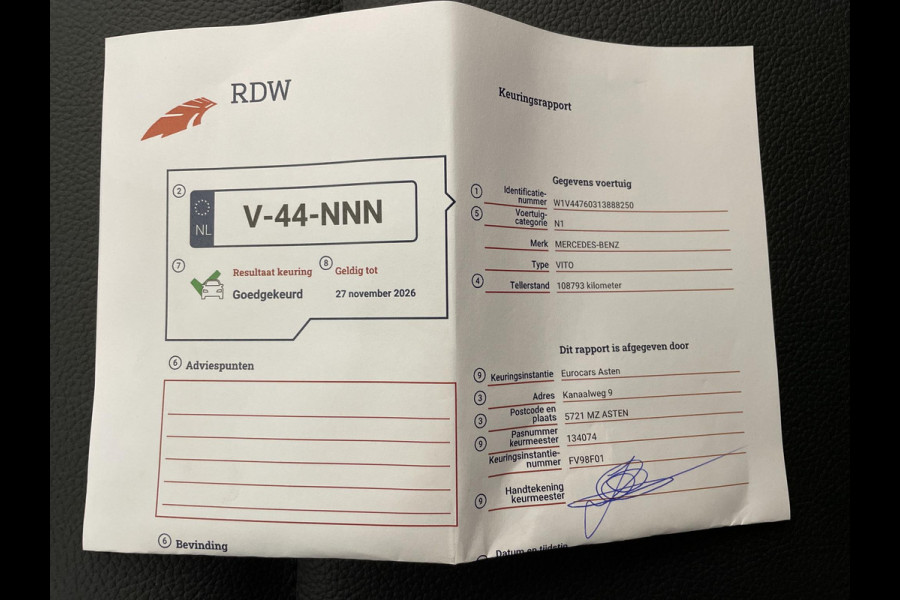 RDW
2
NL
V-44-NNN
7
Resultaat keuring
Goedgekeurd
8
Geldig tot
27 november 2026
6 Adviespunten
6 Bevinding
Keuringsrapport
Gegevens voertuig
1 Identificatie-
nummer W1V44760313888250
5 Voertuig-
categorie N1
Merk MERCEDES-BENZ
Type VITO
4 Tellerstand 108793 kilometer
Dit rapport is afgegeven door
9 Keuringsinstantie Eurocars Asten
3 Adres Kanaalweg 9
3 Postcode en
plaats 5721 MZ ASTEN
9 Pasnummer
keurmeester 134074
Keuringsinstantie-
nummer FV98F01
9 Handtekening
keurmeester
Datum en tijdstip